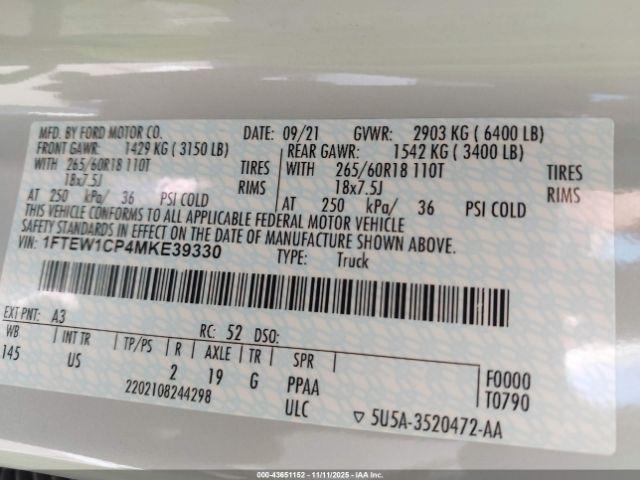 MFD. BY FORD MOTOR CO. DATE: 09/21 GVWR: 2903 KG ( 6400 LB)
FRONT GAWR: 1429 KG ( 3150 LB) REAR GAWR: 1542 KG ( 3400 LB)
WITH 265/60R18 110T TIRES WITH 265/60R18 110T TIRES
18x7.5J RIMS 18x7.5J RIMS
AT 250 kPa/ 36 PSI COLD AT 250 kPa/ 36 PSI COLD
THIS VEHICLE CONFORMS TO ALL APPLICABLE FEDERAL MOTOR VEHICLE
SAFETY STANDARDS IN EFFECT ON THE DATE OF MANUFACTURE SHOWN ABOVE.
VIN: 1FTEW1CP4MKE39330 TYPE: Truck
EXT PNT: A3 RC: 52 DSO:
WB INT TR TP/PS R AXLE TR SPR
145 US 2 19 G PPAA F0000
2202108244298 ULC T0790
5U5A-3520472-AA
000-43651152 - 11/11/2025 - IAA Inc.